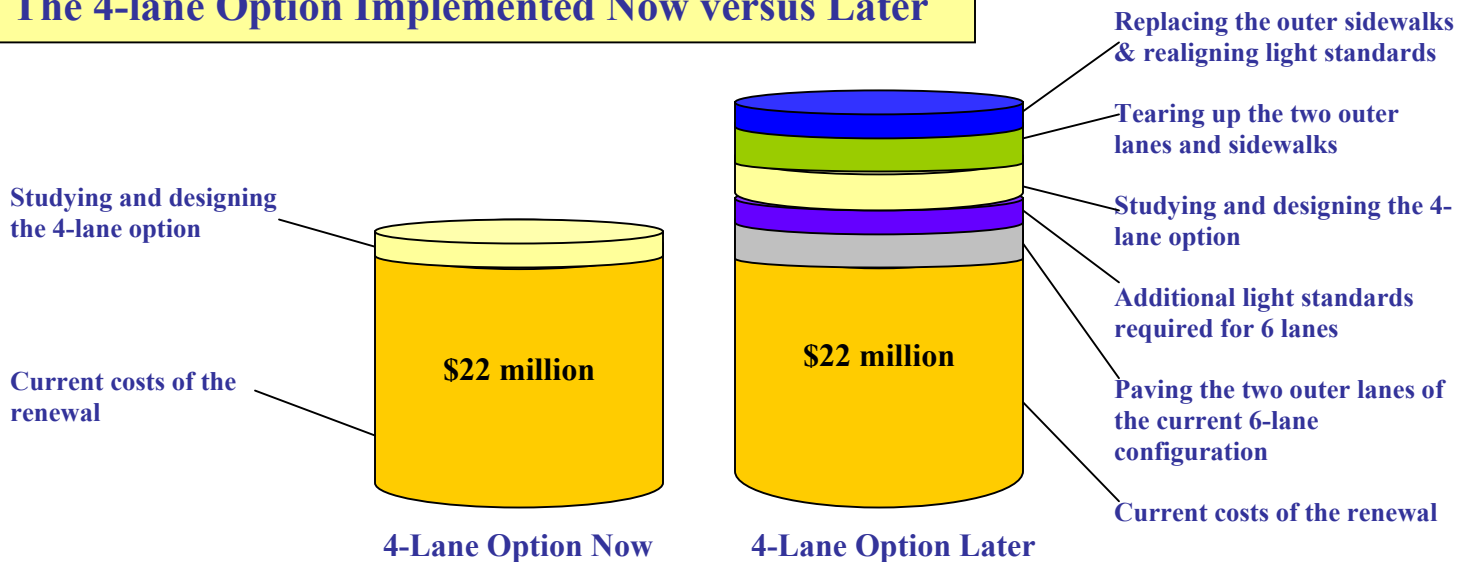 The 4-lane Option Implemented Now versus Later
Studying and designing
the 4-lane option
Current costs of the
renewal
$22 million
4-Lane Option Now
$22 million
4-Lane Option Later
Replacing the outer sidewalks
& realigning light standards
Tearing up the two outer
lanes and sidewalks
Studying and designing the 4-
lane option
Additional light standards
required for 6 lanes
Paving the two outer lanes of
the current 6-lane
configuration
Current costs of the renewal